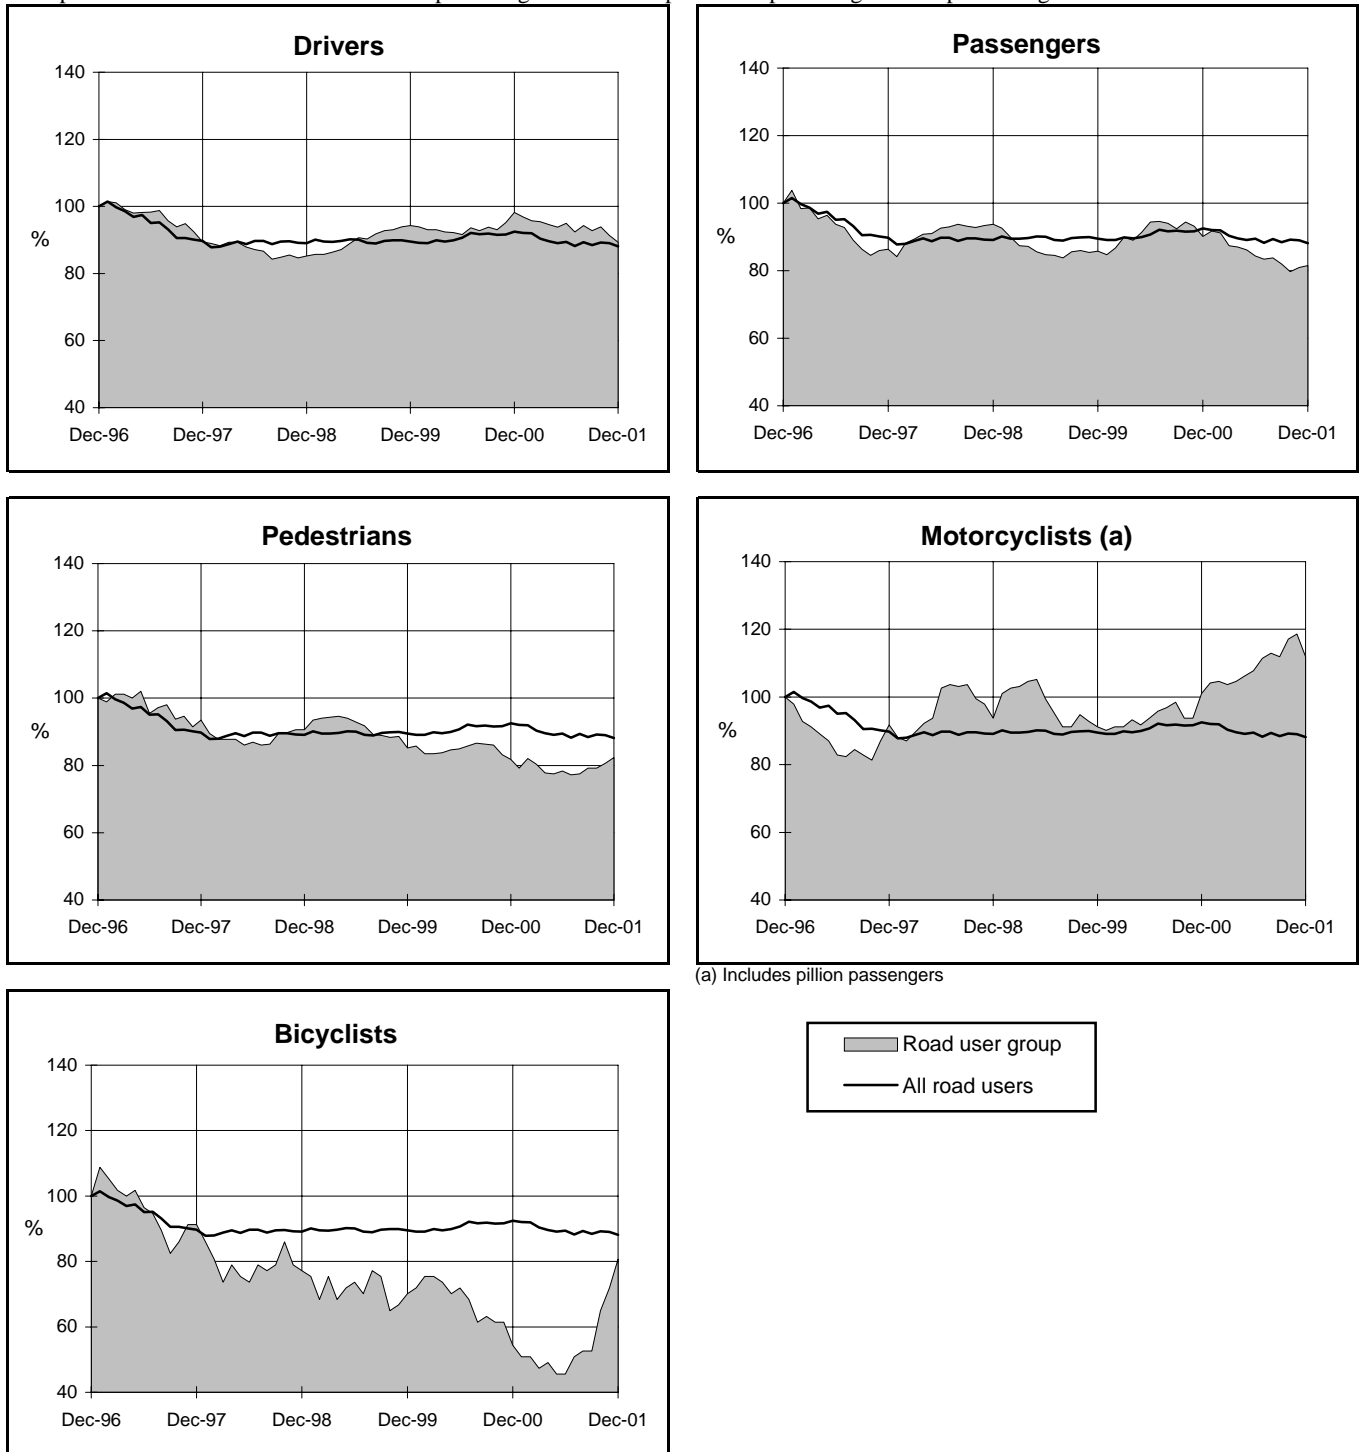 Drivers
140
120
100
%
80
60
40
Dec-96 Dec-97 Dec-98 Dec-99 Dec-00 Dec-01
Passengers
140
120
100
%
80
60
40
Dec-96 Dec-97 Dec-98 Dec-99 Dec-00 Dec-01
Pedestrians
140
120
100
%
80
60
40
Dec-96 Dec-97 Dec-98 Dec-99 Dec-00 Dec-01
Motorcyclists (a)
140
120
100
%
80
60
40
Dec-96 Dec-97 Dec-98 Dec-99 Dec-00 Dec-01
(a) Includes pillion passengers
Bicyclists
140
120
100
%
80
60
40
Dec-96 Dec-97 Dec-98 Dec-99 Dec-00 Dec-01
Road user group
All road users